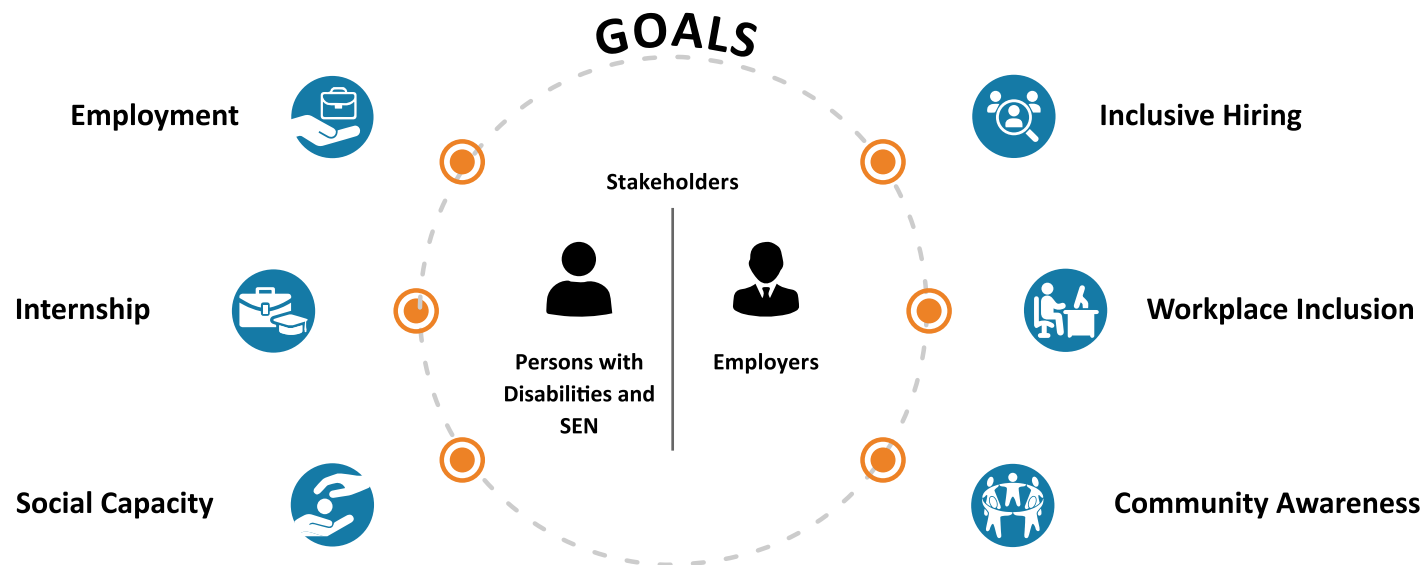 GOALS
Employment
Inclusive Hiring
Stakeholders
Internship
Workplace Inclusion
Persons with
Disabilities and
SEN
Employers
Social Capacity
Community Awareness